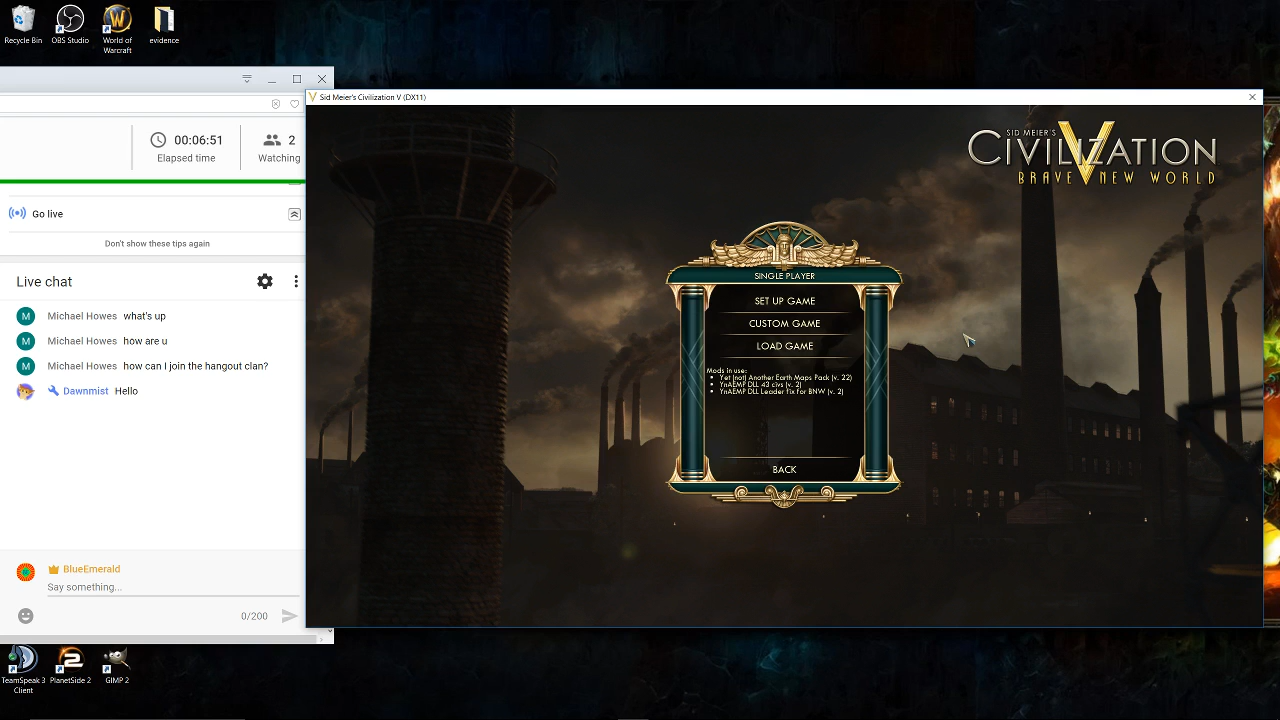 Recycle Bin
OBS Studio
World of
Warcraft
evidence
Sid Meier's Civilization V (DX11)
00:06:51
Elapsed time
2
Watching
Go live
Don't show these tips again
Live chat
M Michael Howes what's up
M Michael Howes how are u
M Michael Howes how can I join the hangout clan?
Dawnmist Hello
BlueEmerald
Say something...
0/200
SID MEIER'S
CIVILIZATION
V
BRAVE NEW WORLD
SINGLE PLAYER
SET UP GAME
CUSTOM GAME
LOAD GAME
Mods in use:
Yet (not) Another Earth Maps Pack (v. 22)
YnAEMP DLL 43 civs (v. 2)
YnAEMP DLL Leader Fix For BNW (v. 2)
BACK
TeamSpeak 3
Client
PlanetSide 2
GIMP 2